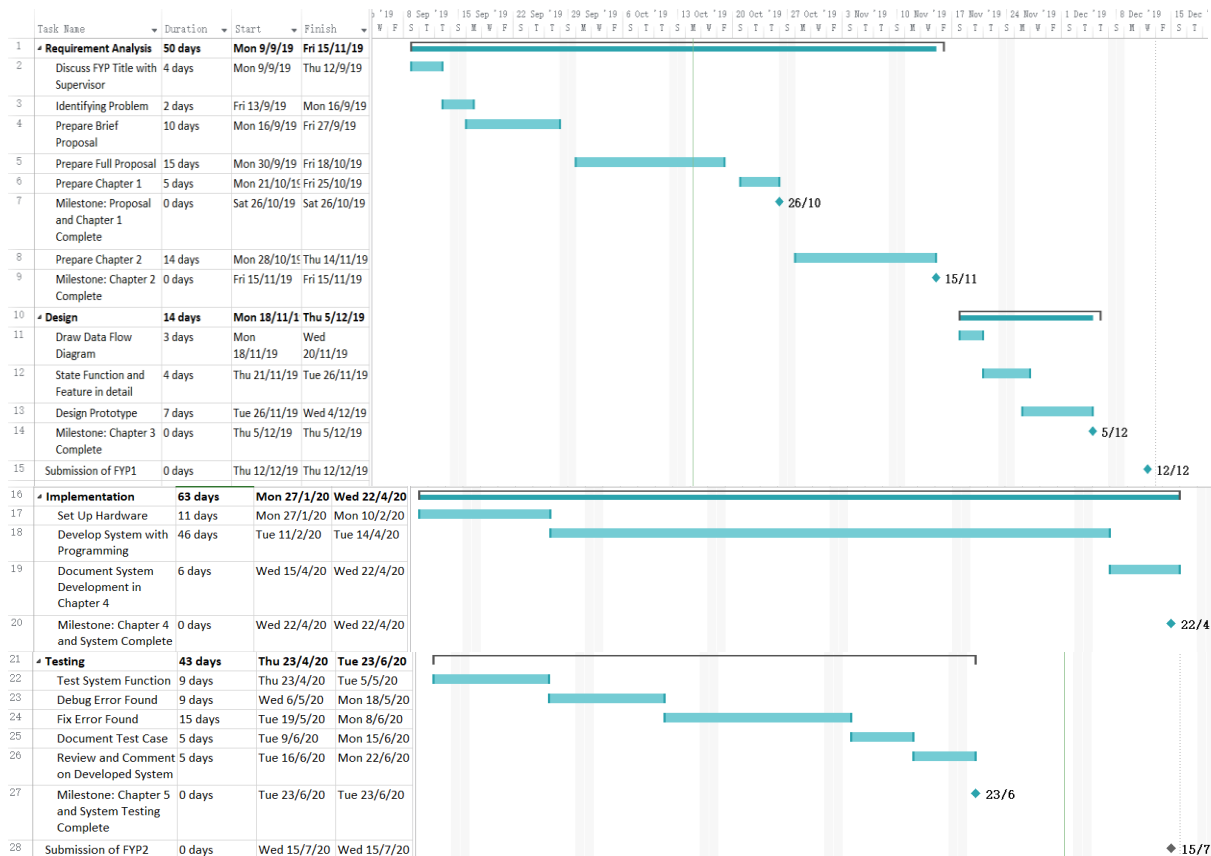 Task Name Duration Start Finish
'19 8 Sep '19 15 Sep '19 22 Sep '19 29 Sep '19 6 Oct '19 13 Oct '19 20 Oct '19 27 Oct '19 3 Nov '19 10 Nov '19 17 Nov '19 24 Nov '19 1 Dec '19 8 Dec '19 15 Dec
W F S T T S M W F S T T S M W F S T T S M W F S T T S M W F S T T S M W F S T T S M W F S T
1 Requirement Analysis 50 days Mon 9/9/19 Fri 15/11/19
2 Discuss FYP Title with 4 days Mon 9/9/19 Thu 12/9/19
Supervisor
3 Identifying Problem 2 days Fri 13/9/19 Mon 16/9/19
4 Prepare Brief 10 days Mon 16/9/19 Fri 27/9/19
Proposal
5 Prepare Full Proposal 15 days Mon 30/9/19 Fri 18/10/19
6 Prepare Chapter 1 5 days Mon 21/10/19 Fri 25/10/19
7 Milestone: Proposal 0 days Sat 26/10/19 Sat 26/10/19 26/10
and Chapter 1
Complete
8 Prepare Chapter 2 14 days Mon 28/10/19 Thu 14/11/19
9 Milestone: Chapter 2 0 days Fri 15/11/19 Fri 15/11/19 15/11
Complete
10 Design 14 days Mon 18/11/1 Thu 5/12/19
11 Draw Data Flow 3 days Mon Wed
Diagram 18/11/19 20/11/19
12 State Function and 4 days Thu 21/11/19 Tue 26/11/19
Feature in detail
13 Design Prototype 7 days Tue 26/11/19 Wed 4/12/19
14 Milestone: Chapter 3 0 days Thu 5/12/19 Thu 5/12/19 5/12
Complete
15 Submission of FYP1 0 days Thu 12/12/19 Thu 12/12/19 12/12
16 Implementation 63 days Mon 27/1/20 Wed 22/4/20
17 Set Up Hardware 11 days Mon 27/1/20 Mon 10/2/20
18 Develop System with 46 days Tue 11/2/20 Tue 14/4/20
Programming
19 Document System 6 days Wed 15/4/20 Wed 22/4/20
Development in
Chapter 4
20 Milestone: Chapter 4 0 days Wed 22/4/20 Wed 22/4/20 22/4
and System Complete
21 Testing 43 days Thu 23/4/20 Tue 23/6/20
22 Test System Function 9 days Thu 23/4/20 Tue 5/5/20
23 Debug Error Found 9 days Wed 6/5/20 Mon 18/5/20
24 Fix Error Found 15 days Tue 19/5/20 Mon 8/6/20
25 Document Test Case 5 days Tue 9/6/20 Mon 15/6/20
26 Review and Comment 5 days Tue 16/6/20 Mon 22/6/20
on Developed System
27 Milestone: Chapter 5 0 days Tue 23/6/20 Tue 23/6/20 23/6
and System Testing
Complete
28 Submission of FYP2 0 days Wed 15/7/20 Wed 15/7/20 15/7